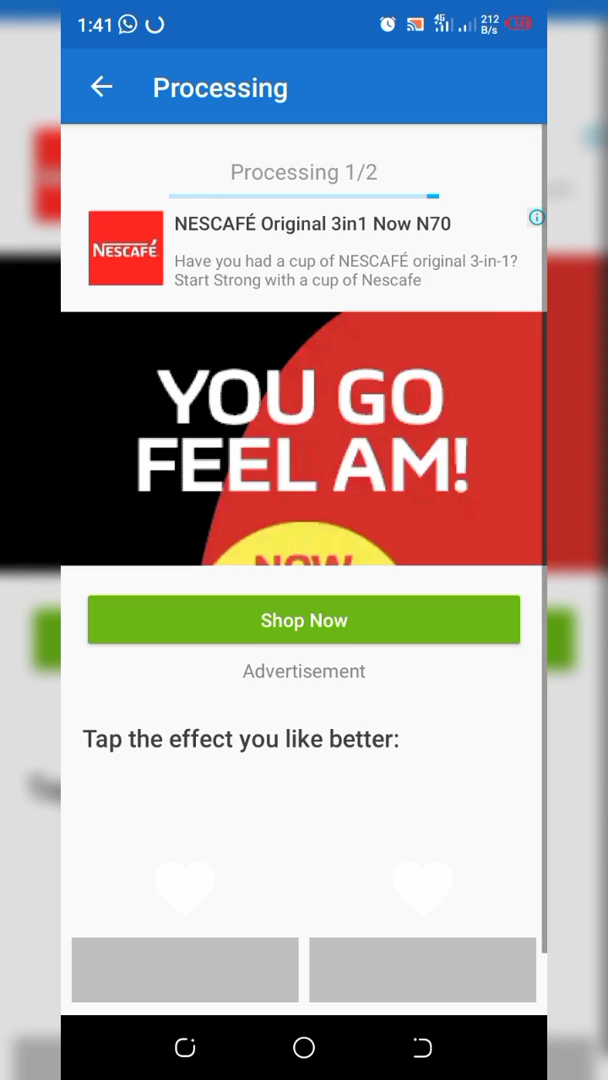 1:41
4G
212
B/s
Processing
Processing 1/2
NESCAFÉ
NESCAFÉ Original 3in1 Now N70
Have you had a cup of NESCAFÉ original 3-in-1?
Start Strong with a cup of Nescafe
YOU GO
FEEL AM!
NOW
Shop Now
Advertisement
Tap the effect you like better: